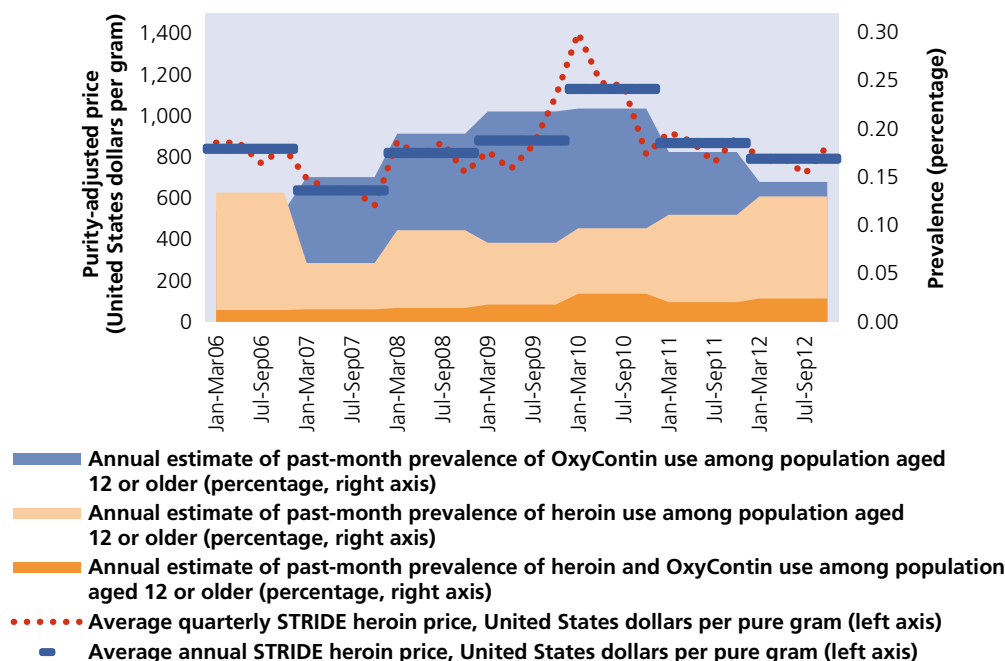 Purity-adjusted price
(United States dollars per gram)
1,400
1,200
1,000
800
600
400
200
0
0.30
0.25
0.20
0.15
0.10
0.05
0.00
Prevalence (percentage)
Jan-Mar06
Jul-Sep06
Jan-Mar07
Jul-Sep07
Jan-Mar08
Jul-Sep08
Jan-Mar09
Jul-Sep09
Jan-Mar10
Jul-Sep10
Jan-Mar11
Jul-Sep11
Jan-Mar12
Jul-Sep12
Annual estimate of past-month prevalence of OxyContin use among population aged
12 or older (percentage, right axis)
Annual estimate of past-month prevalence of heroin use among population aged
12 or older (percentage, right axis)
Annual estimate of past-month prevalence of heroin and OxyContin use among population
aged 12 or older (percentage, right axis)
Average quarterly STRIDE heroin price, United States dollars per pure gram (left axis)
Average annual STRIDE heroin price, United States dollars per pure gram (left axis)